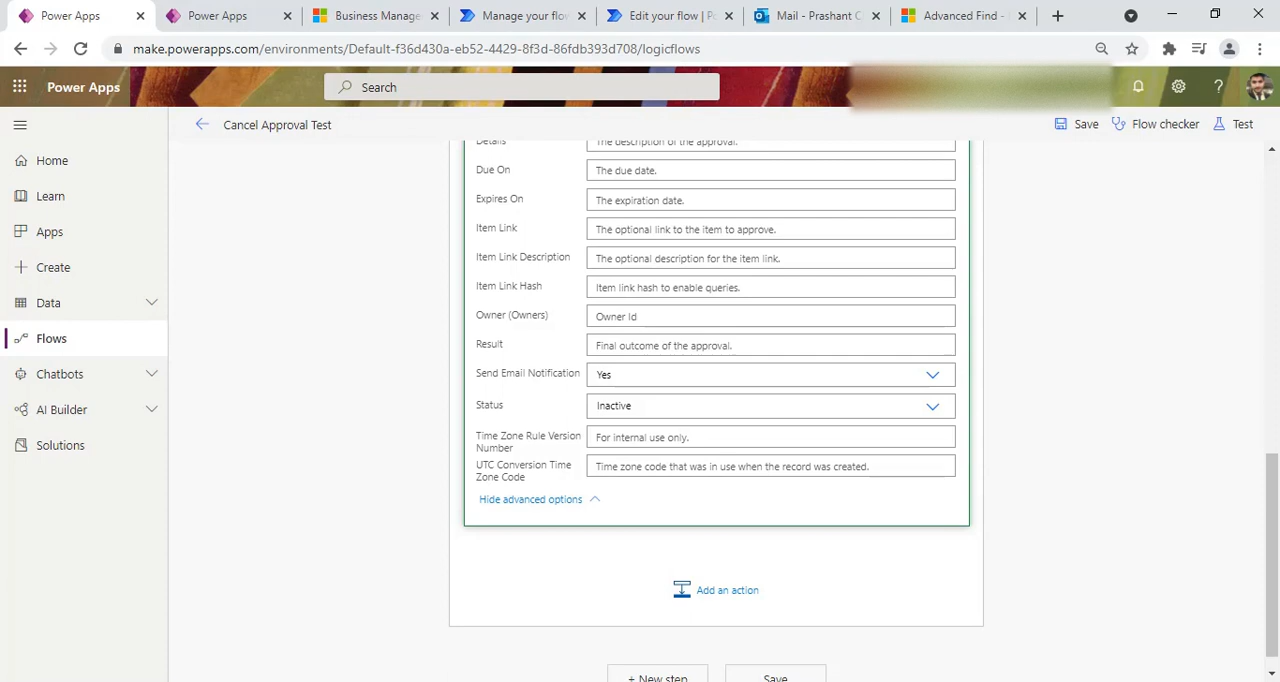 Power Apps
Power Apps
Business Manage
Manage your flow
Edit your flow | Po
Mail - Prashant C
Advanced Find -
make.powerapps.com/environments/Default-f36d430a-eb52-4429-8f3d-86fdb393d708/logicflows
Power Apps
Search
Cancel Approval Test
Save
Flow checker
Test
Home
Learn
Apps
Create
Data
Flows
Chatbots
AI Builder
Solutions
Details
The description of the approval.
Due On
The due date.
Expires On
The expiration date.
Item Link
The optional link to the item to approve.
Item Link Description
The optional description for the item link.
Item Link Hash
Item link hash to enable queries.
Owner (Owners)
Owner Id
Result
Final outcome of the approval.
Send Email Notification
Yes
Status
Inactive
Time Zone Rule Version
Number
For internal use only.
UTC Conversion Time
Zone Code
Time zone code that was in use when the record was created.
Hide advanced options
Add an action
+ New step
Save